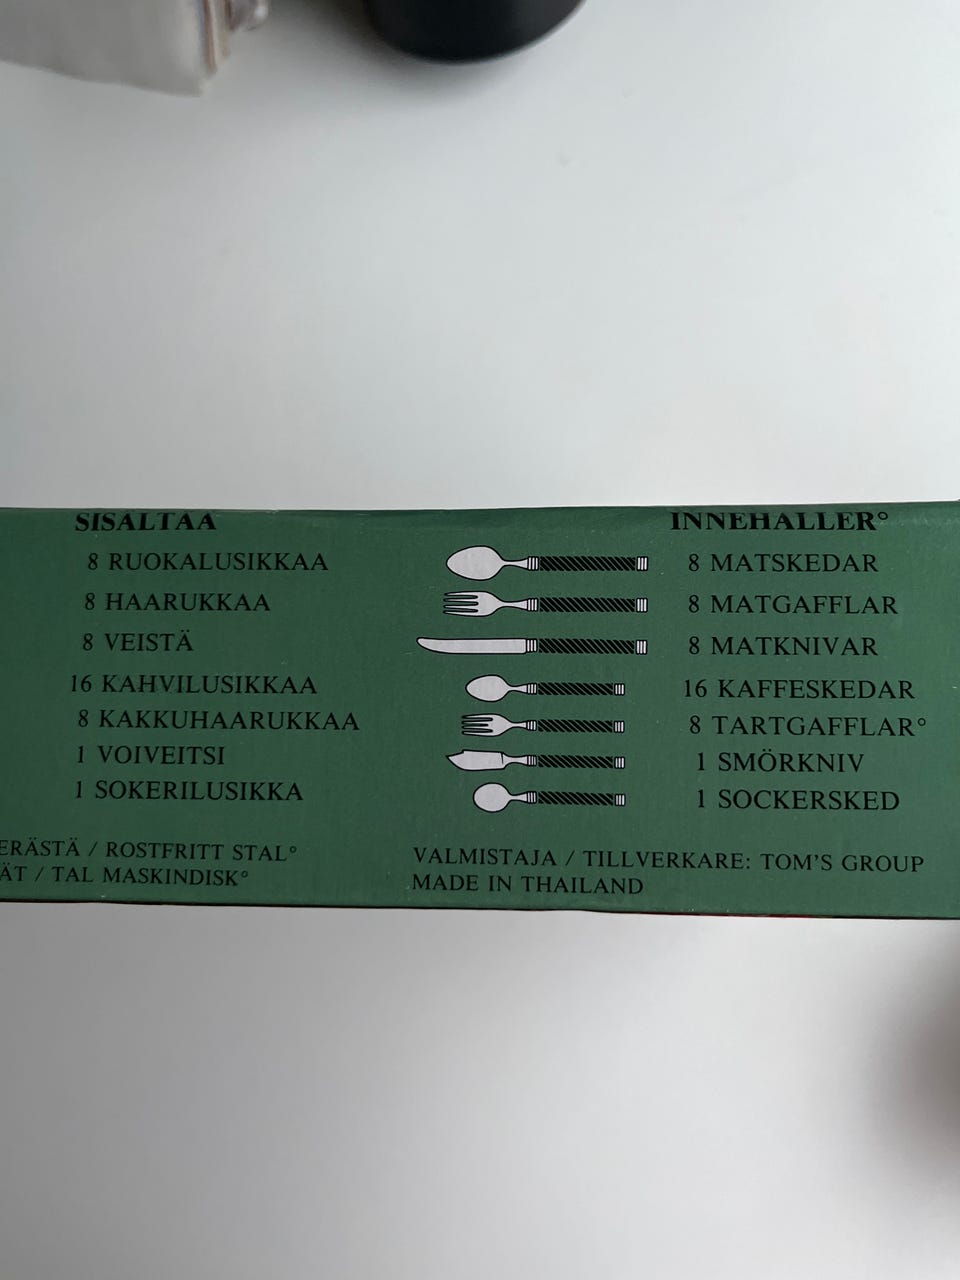 SISALTAA
8 RUOKALUSIKKAA
8 HAARUKKAA
8 VEISTÄ
16 KAHVILUSIKKAA
8 KAKKUHAARUKKAA
1 VOIVEITSI
1 SOKERILUSIKKA
INNEHALLER°
8 MATSKEDAR
8 MATGAFFLAR
8 MATKNIVAR
16 KAFFESKEDAR
8 TARTGAFFLAR°
1 SMÖRKNIV
1 SOCKERSKED
ERÄSTÄ / ROSTFRITT STAL°
ÄT / TAL MASKINDISK°
VALMISTAJA / TILLVERKARE: TOM'S GROUP
MADE IN THAILAND